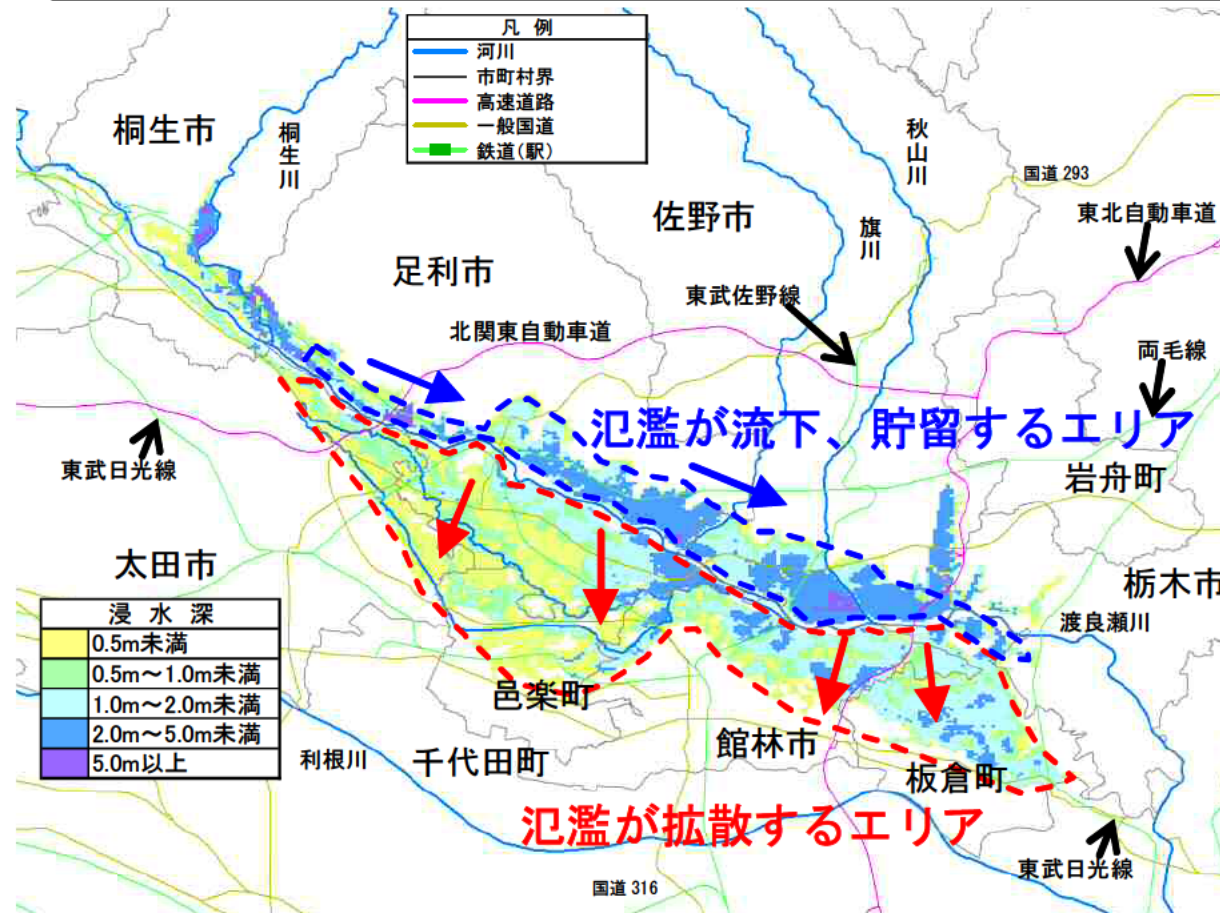 凡 例
河川
市町村界
高速道路
一般国道
鉄道(駅)
桐生市
桐生川
秋山川
国道 293
佐野市
旗川
東北自動車道
足利市
東武佐野線
北関東自動車道
両毛線
氾濫が流下、貯留するエリア
東武日光線
岩舟町
太田市
栃木市
浸 水 深
0.5m未満
0.5m~1.0m未満
1.0m~2.0m未満
2.0m~5.0m未満
5.0m以上
渡良瀬川
邑楽町
利根川
千代田町
館林市
板倉町
氾濫が拡散するエリア
東武日光線
国道 316